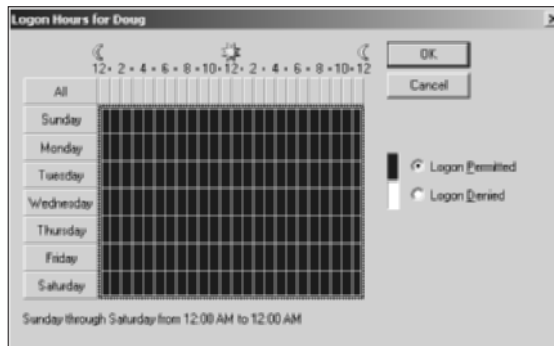 Logon Hours for Doug
OK
12 • 2 • 4 • 6 • 8 • 10 • 12 • 2 • 4 • 6 • 8 • 10 • 12
Cancel
All
Sunday
Monday
Tuesday
Wednesday
Thursday
Friday
Saturday
Logon Permitted
Logon Denied
Sunday through Saturday from 12:00 AM to 12:00 AM